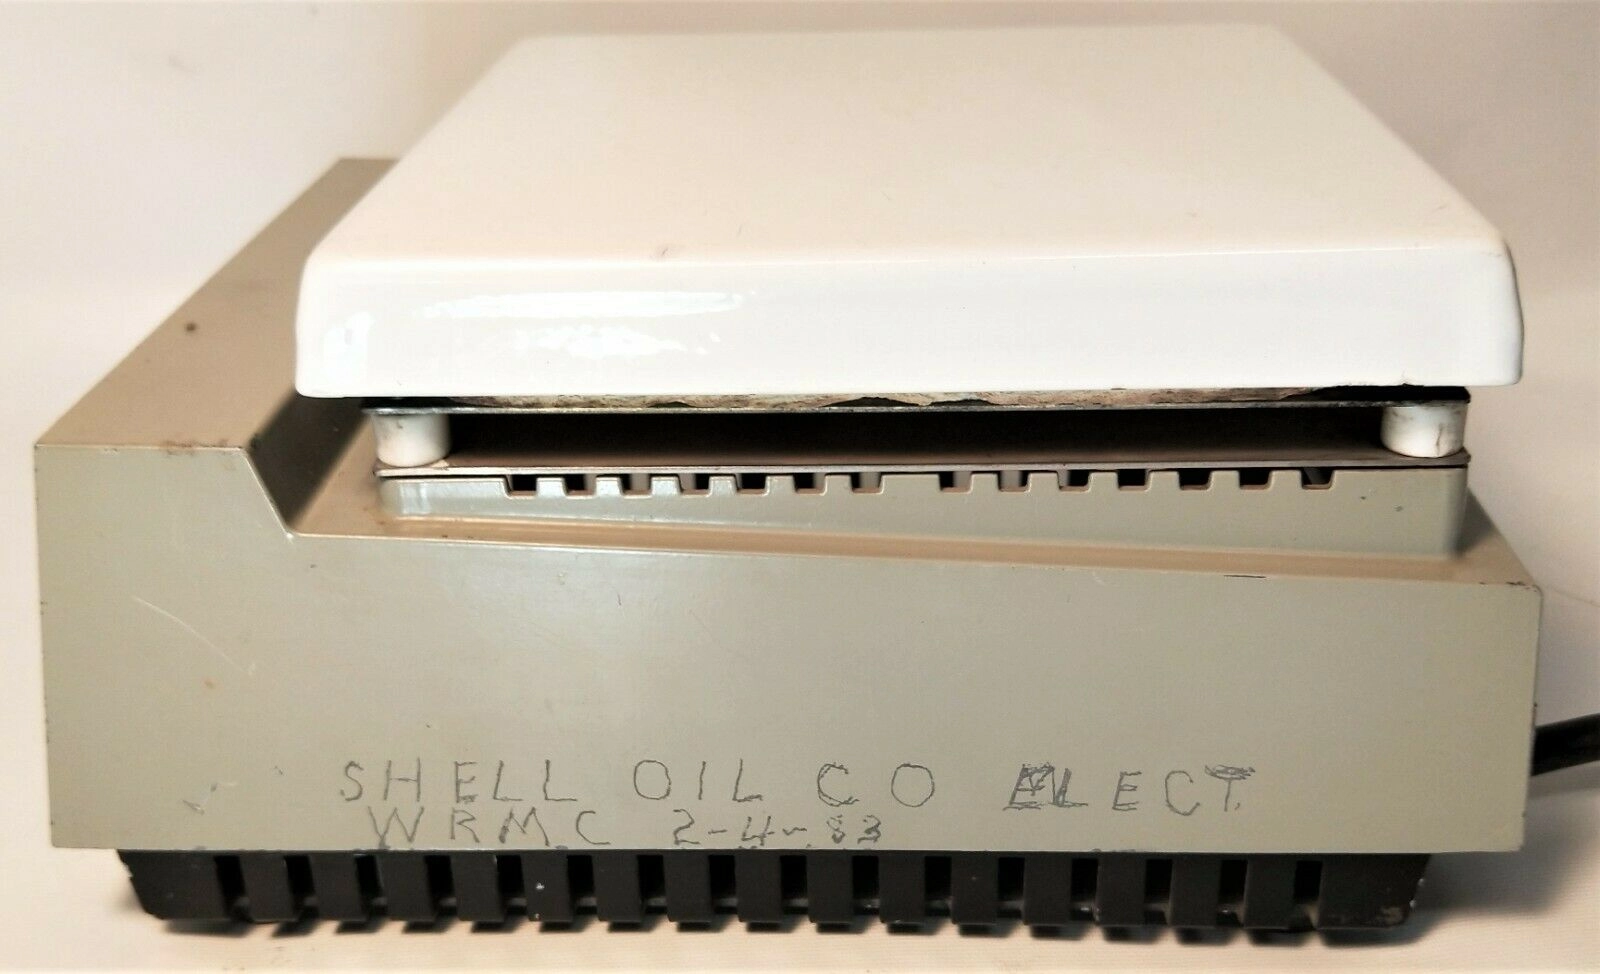 SHELL OIL CO ELECT.
WRMC 2-4-83